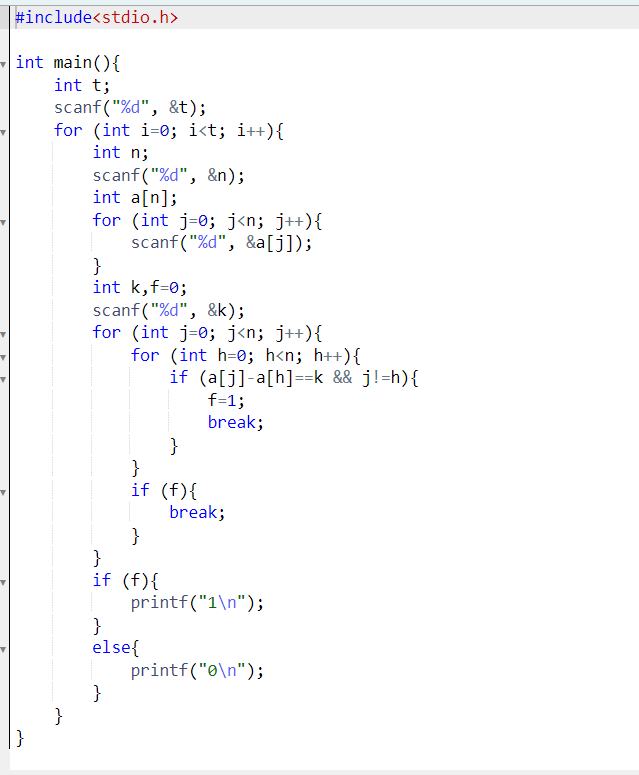 #include<stdio.h>
int main(){
    int t;
    scanf("%d", &t);
    for (int i=0; i<t; i++){
        int n;
        scanf("%d", &n);
        int a[n];
        for (int j=0; j<n; j++){
            scanf("%d", &a[j]);
        }
        int k,f=0;
        scanf("%d", &k);
        for (int j=0; j<n; j++){
            for (int h=0; h<n; h++){
                if (a[j]-a[h]==k && j!=h){
                    f=1;
                    break;
                }
            }
            if (f){
                break;
            }
        }
        if (f){
            printf("1\n");
        }
        else{
            printf("0\n");
        }
    }
}